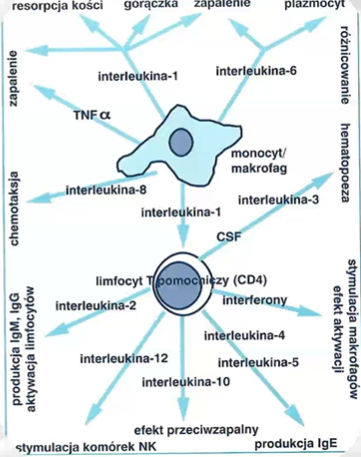 resorpcja kości
gorączka
zapalenie
plazmocyt
różnicowanie
zapalenie
interleukina-1
interleukina-6
TNFα
monocyt/
makrofag
hematopoeza
chemotaksja
interleukina-8
interleukina-1
interleukina-3
CSF
limfocyt T pomocniczy (CD4)
interleukina-2
interferony
produkcja IgM, IgG
aktywacja limfocytów
stymulacja makrofagów
efekt aktywacji
interleukina-4
interleukina-12
interleukina-5
interleukina-10
efekt przeciwzapalny
stymulacja komórek NK
produkcja IgE